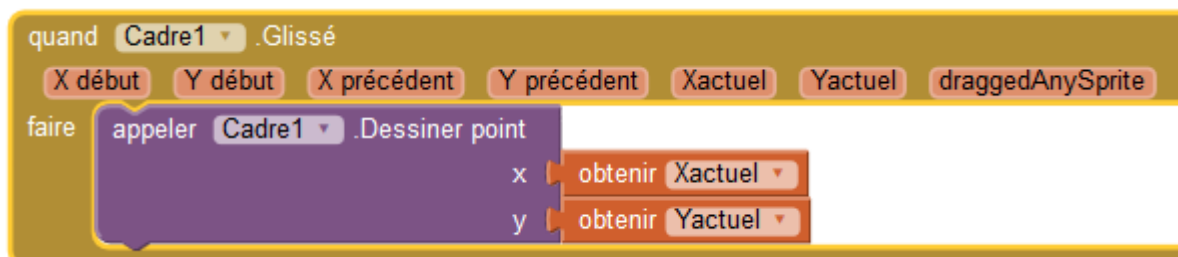 quand Cadre1 .Glissé
X début Y début X précédent Y précédent Xactuel Yactuel draggedAnySprite
faire appeler Cadre1 .Dessiner point
x obtenir Xactuel
y obtenir Yactuel